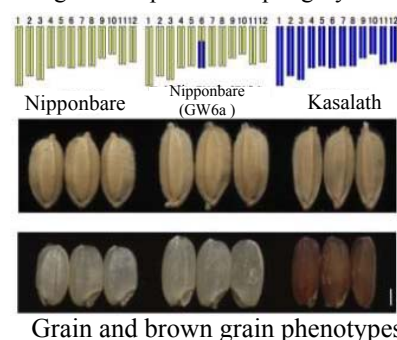 1 2 3 4 5 6 7 8 9 10 11 12 1 2 3 4 5 6 7 8 9 10 11 12 1 2 3 4 5 6 7 8 9 10 11 12
Nipponbare Nipponbare Kasalath
(GW6a )
Grain and brown grain phenotypes